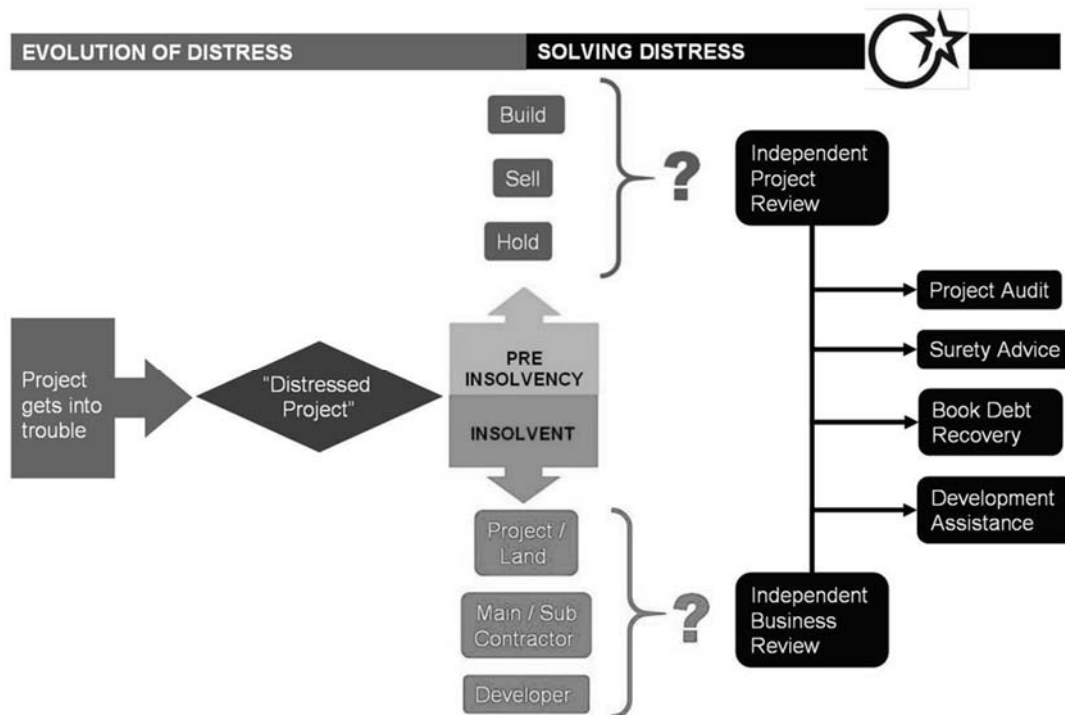 EVOLUTION OF DISTRESS
SOLVING DISTRESS
Build
Sell
Hold
?
Independent
Project
Review
Project Audit
Surety Advice
Book Debt
Recovery
Development
Assistance
Project
gets into
trouble
"Distressed
Project"
PRE
INSOLVENCY
INSOLVENT
Project /
Land
Main / Sub
Contractor
Developer
?
Independent
Business
Review